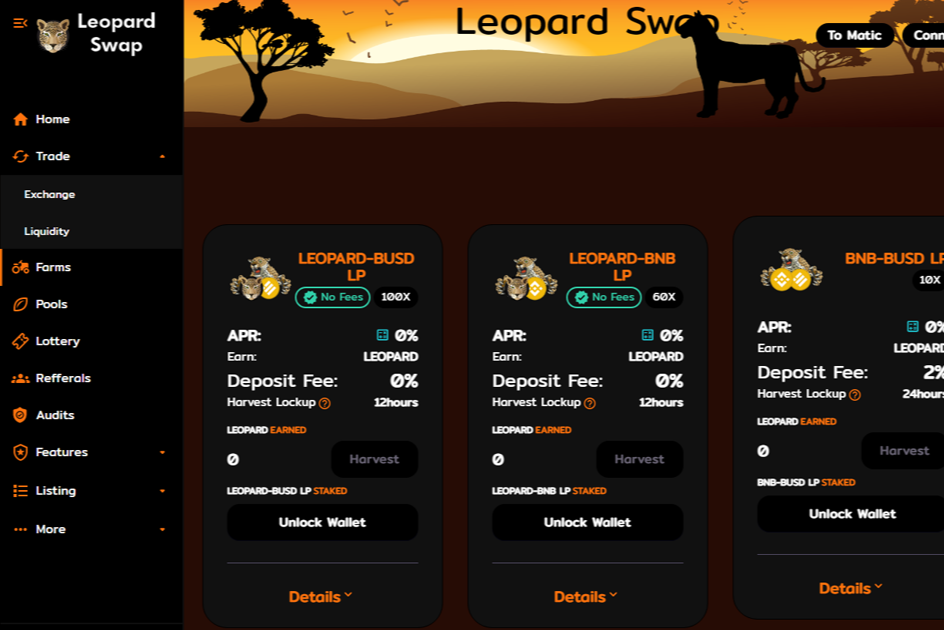 Leopard
Swap
Home
Trade
Exchange
Liquidity
Farms
Pools
Lottery
Refferals
Audits
Features
Listing
More
Leopard Swap
To Matic
Conn
LEOPARD-BUSD
LP
No Fees 100X
APR: 0%
Earn: LEOPARD
Deposit Fee: 0%
Harvest Lockup 12hours
LEOPARD EARNED
0 Harvest
LEOPARD-BUSD LP STAKED
Unlock Wallet
Details
LEOPARD-BNB
LP
No Fees 60X
APR: 0%
Earn: LEOPARD
Deposit Fee: 0%
Harvest Lockup 12hours
LEOPARD EARNED
0 Harvest
LEOPARD-BNB LP STAKED
Unlock Wallet
Details
BNB-BUSD LP
10X
APR: 0%
Earn: LEOPARD
Deposit Fee: 2%
Harvest Lockup 24hours
LEOPARD EARNED
0 Harvest
BNB-BUSD LP STAKED
Unlock Wallet
Details